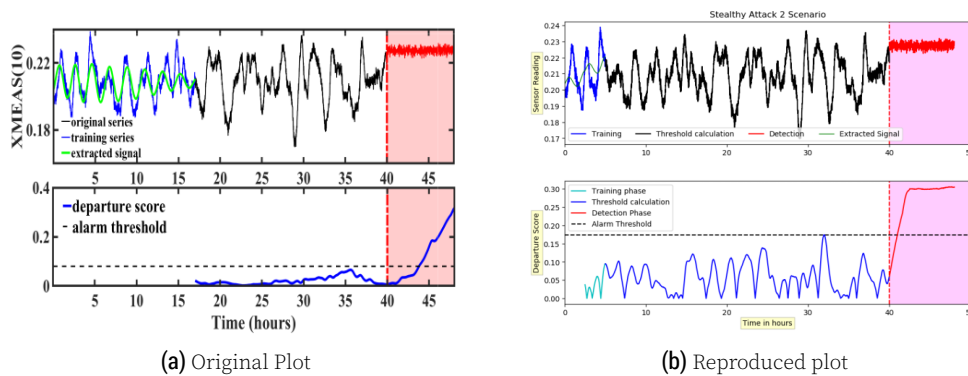 XMEAS(10)
0.22
0.18
original series
training series
extracted signal
5 10 15 20 25 30 35 40 45
0.4
0.2
0
departure score
alarm threshold
5 10 15 20 25 30 35 40 45
Time (hours)
(a) Original Plot
Stealthy Attack 2 Scenario
Sensor Reading
0.24
0.23
0.22
0.21
0.20
0.19
0.18
0.17
Training Threshold calculation Detection Extracted Signal
0 10 20 30 40 50
Departure Score
0.30
0.25
0.20
0.15
0.10
0.05
0.00
Training phase
Threshold calculation
Detection Phase
Alarm Threshold
0 10 20 30 40
Time in hours
(b) Reproduced plot